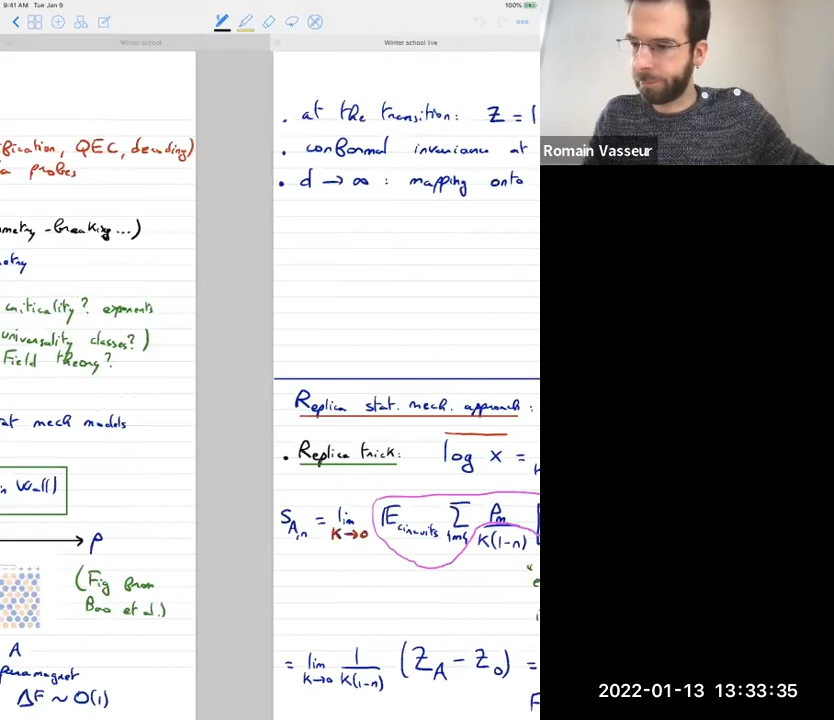 9:41 AM Tue Jan 9
100%
Winter school
Winter school live
fication, QEC, decoding)
a probes
mmetry-breaking...)
metry
criticality? exponents
universality classes?)
Field theory?
at mech models
in Wall)
p
(Fig from
Bao et al.)
A
paramagnet
ΔF ~ O(1)
. at the transition: Z = 1
. conformal invariance at
. d → ∞ : mapping onto
Replica stat. mech. approach:
. Replica trick: log x =
S_{A,n} = lim_{K→0} 𝔼_{circuits} Σ_{m} P_m / K(1-n)
= lim_{K→0} 1/K(1-n) (Z_A - Z_0) =
F
Romain Vasseur
2022-01-13 13:33:35